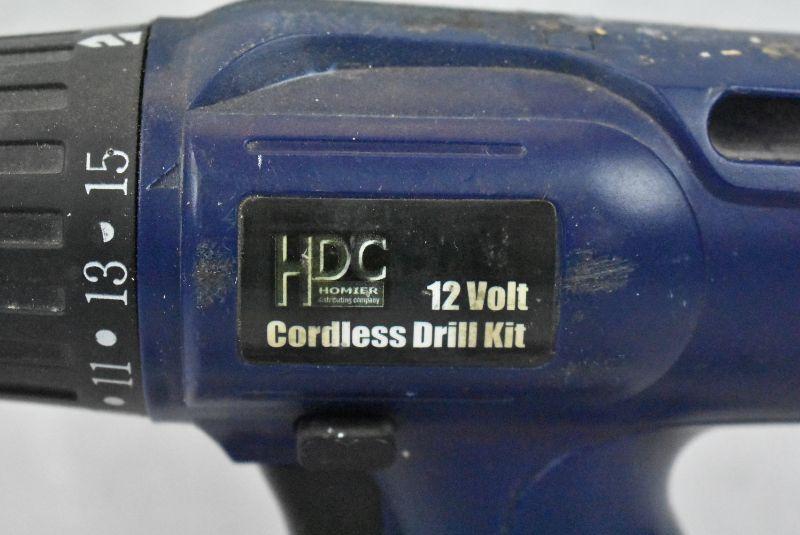 15
13
11
HDC
HOMIER
distributing company
12 Volt
Cordless Drill Kit